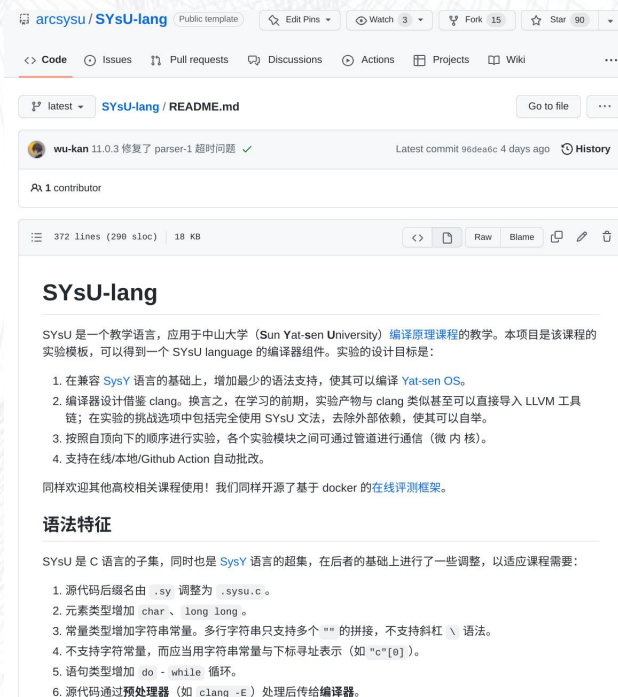 arcsysu / SYsU-lang Public template Edit Pins Watch 3 Fork 15 Star 90
Code Issues Pull requests Discussions Actions Projects Wiki ...
latest SYsU-lang / README.md Go to file ...
wu-kan 11.0.3 修复了 parser-1 超时问题 ✓ Latest commit 96dea6c 4 days ago History
1 contributor
372 lines (290 sloc) 18 KB <> Raw Blame
SYsU-lang
SYsU 是一个教学语言，应用于中山大学（Sun Yat-sen University）编译原理课程的教学。本项目是该课程的
实验模板，可以得到一个 SYsU language 的编译器组件。实验的设计目标是：
1. 在兼容 SysY 语言的基础上，增加最少的语法支持，使其可以编译 Yat-sen OS。
2. 编译器设计借鉴 clang。换言之，在学习的前期，实验产物与 clang 类似甚至可以直接导入 LLVM 工具
链；在实验的挑战选项中包括完全使用 SYsU 文法，去除外部依赖，使其可以自举。
3. 按照自顶向下的顺序进行实验，各个实验模块之间可通过管道进行通信（微 内 核）。
4. 支持在线/本地/Github Action 自动批改。
同样欢迎其他高校相关课程使用！我们同样开源了基于 docker 的在线评测框架。
语法特征
SYsU 是 C 语言的子集，同时也是 SysY 语言的超集，在后者的基础上进行了一些调整，以适应课程需要：
1. 源代码后缀名由 .sy 调整为 .sysu.c 。
2. 元素类型增加 char 、 long long 。
3. 常量类型增加字符串常量。多行字符串只支持多个 "" 的拼接，不支持斜杠 \ 语法。
4. 不支持字符常量，而应当用字符串常量与下标寻址表示（如 "c"[0] ）。
5. 语句类型增加 do - while 循环。
6. 源代码通过预处理器（如 clang -E ）处理后传给编译器。